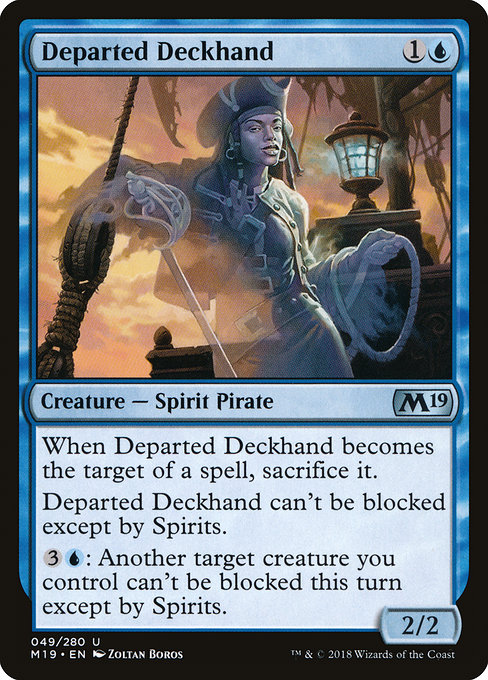 Departed Deckhand 1
Creature — Spirit Pirate M19
When Departed Deckhand becomes
the target of a spell, sacrifice it.
Departed Deckhand can't be blocked
except by Spirits.
3: Another target creature you
control can't be blocked this turn
except by Spirits.
2/2
049/280 U
M19 • EN Zoltan Boros
™ & © 2018 Wizards of the Coast